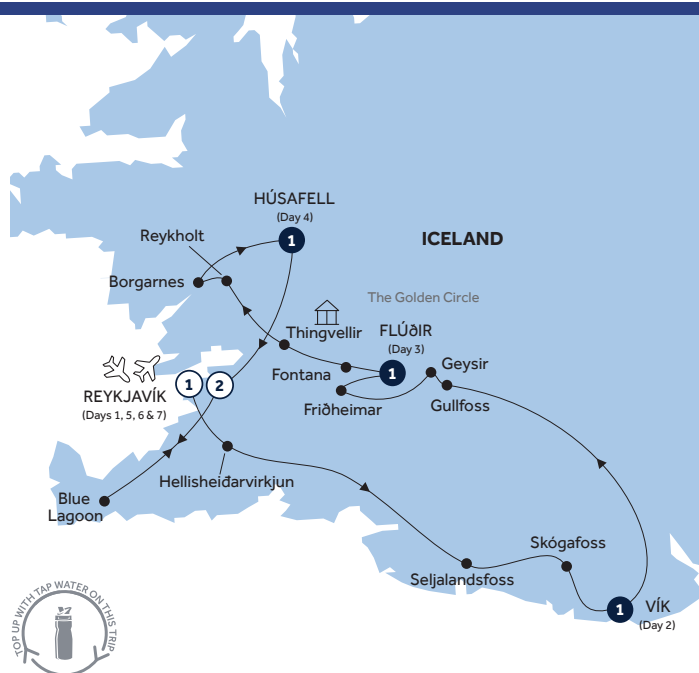 HÚSAFELL
(Day 4)
1
Reykholt
ICELAND
Borgarnes
The Golden Circle
Thingvellir
FLÚðIR
(Day 3)
1
Geysir
Fontana
Gullfoss
Friðheimar
1
2
REYKJAVÍK
(Days 1, 5, 6 & 7)
Hellisheiðarvirkjun
Blue
Lagoon
Skógafoss
Seljalandsfoss
1
VÍK
(Day 2)
TOP UP WITH TAP WATER ON THIS TRIP